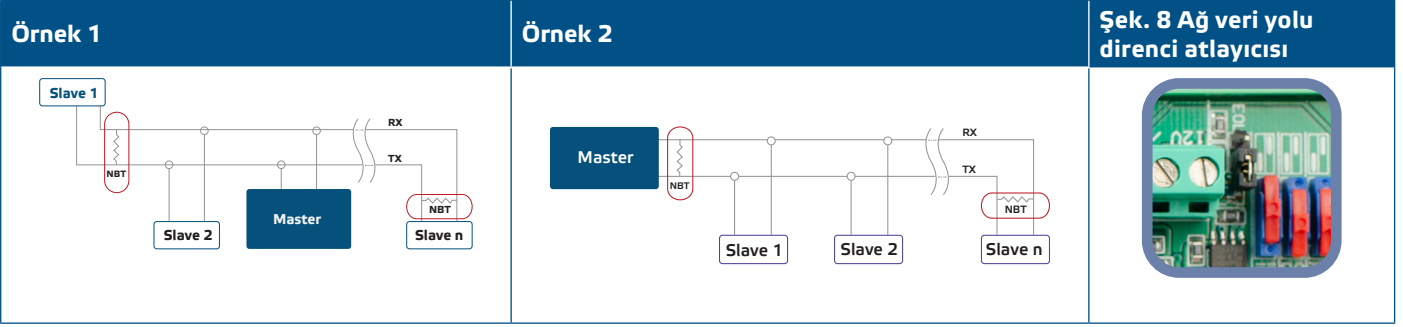 Örnek 1
Örnek 2
Şek. 8 Ağ veri yolu
direnci atlayıcısı
Slave 1
RX
TX
NBT
Slave 2
Master
NBT
Slave n
Master
RX
TX
NBT
NBT
Slave 1
Slave 2
Slave n
12V